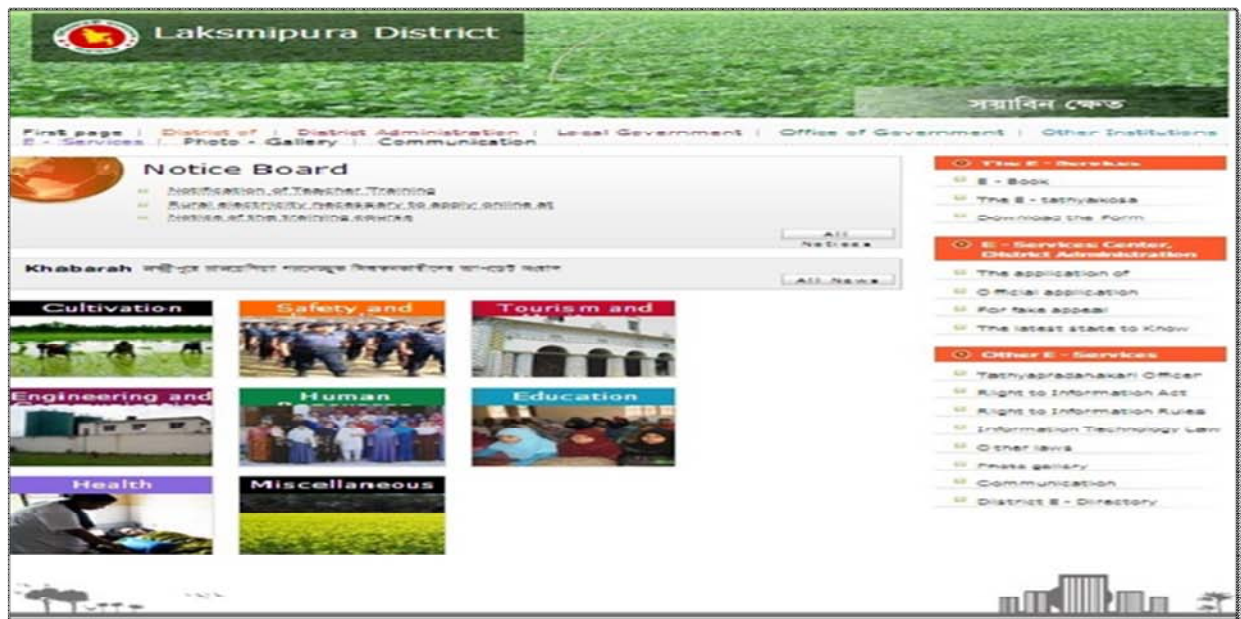 Laksmipura District
সয়াবিন ক্ষেত
First page | District of | District Administration | Local Government | Office of Government | Other Institutions
E - Services | Photo - Gallery | Communication
Notice Board
Notification of Teacher Training
Rural electricity necessary to apply online at
Notice of the training course
All
Notices
Khabarah
All News
Cultivation
Safety and
Tourism and
Engineering and
Human
Education
Health
Miscellaneous
The E - Services
E - Book
The E - tathyakosa
Download the Form
E - Services Center,
District Administration
The application of
Official application
For fake appeal
The latest state to Know
Other E - Services
Tathyapradanakari Officer
Right to Information Act
Right to Information Rules
Information Technology Law
Other laws
Photo gallery
Communication
District E - Directory